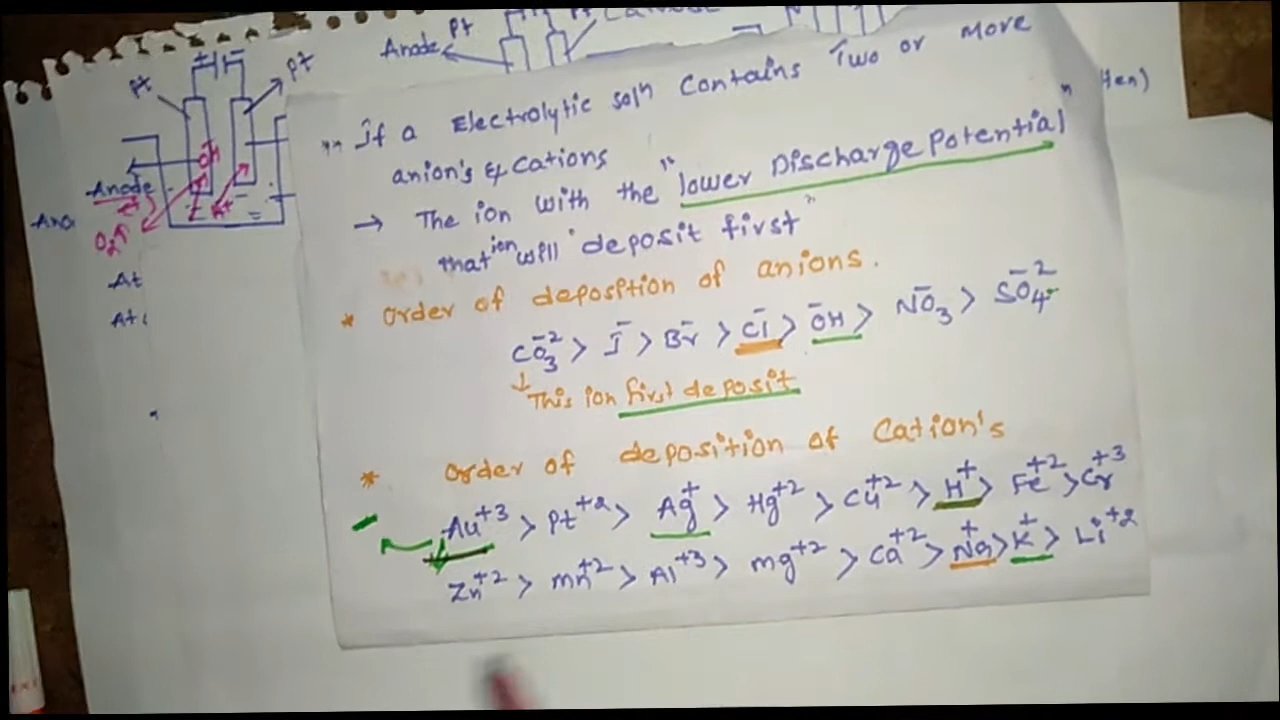 Pt
Pt
Anode
Pt
Anode
OH
H+
O2↑
Ano
At
At
Hen)
"" If a Electrolytic solⁿ contains Two or more
anion's & cations
→ The ion with the "lower Discharge Potential"
that ion will deposit first"
* order of deposition of anions.
CO₃⁻² > I⁻ > Br⁻ > Cl⁻ > OH⁻ > NO₃⁻ > SO₄⁻²
↓ This ion first deposit
* order of deposition of Cation's
Au⁺³ > Pt⁺² > Ag⁺ > Hg⁺² > Cu⁺² > H⁺ > Fe⁺² > Cr⁺³
Zn⁺² > mn⁺² > Al⁺³ > mg⁺² > Ca⁺² > Na⁺ > K⁺ > Li⁺²